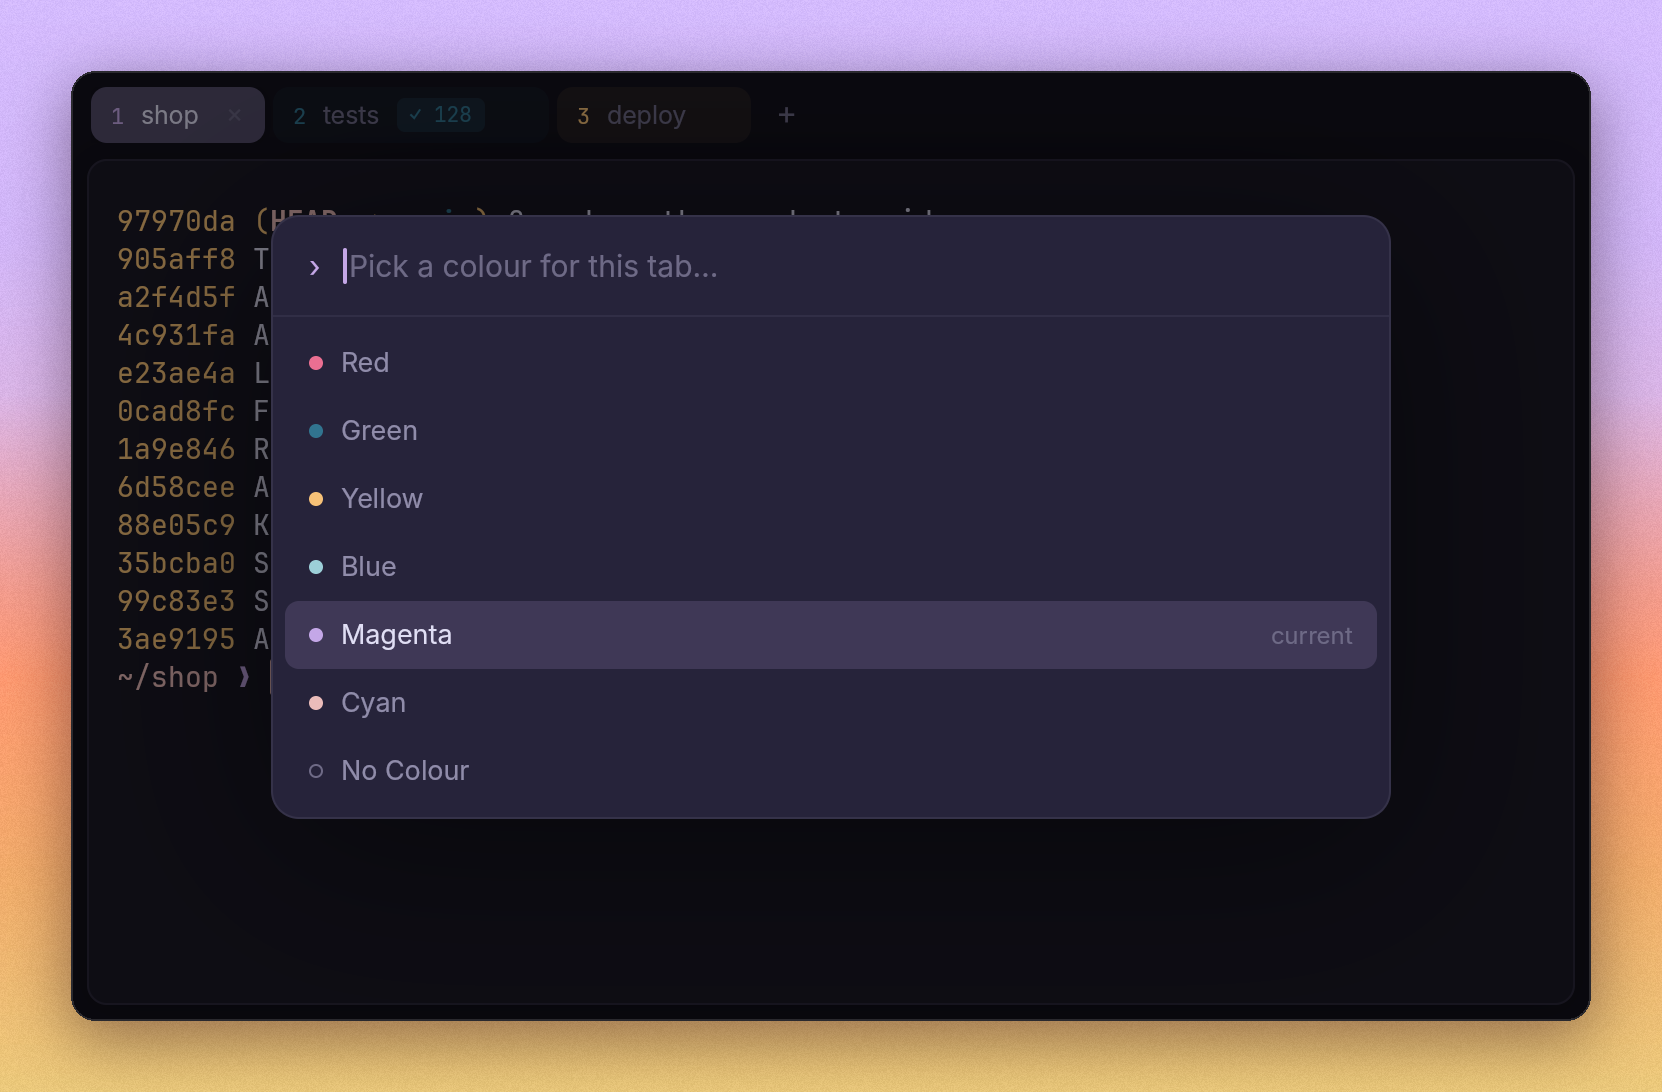 1 shop ×
2 tests ✓ 128
3 deploy
+
97970da (HEAD
905aff8 T
a2f4d5f A
4c931fa A
e23ae4a L
0cad8fc F
1a9e846 R
6d58cee A
88e05c9 K
35bcba0 S
99c83e3 S
3ae9195 A
~/shop ❯
› Pick a colour for this tab...
Red
Green
Yellow
Blue
Magenta current
Cyan
No Colour